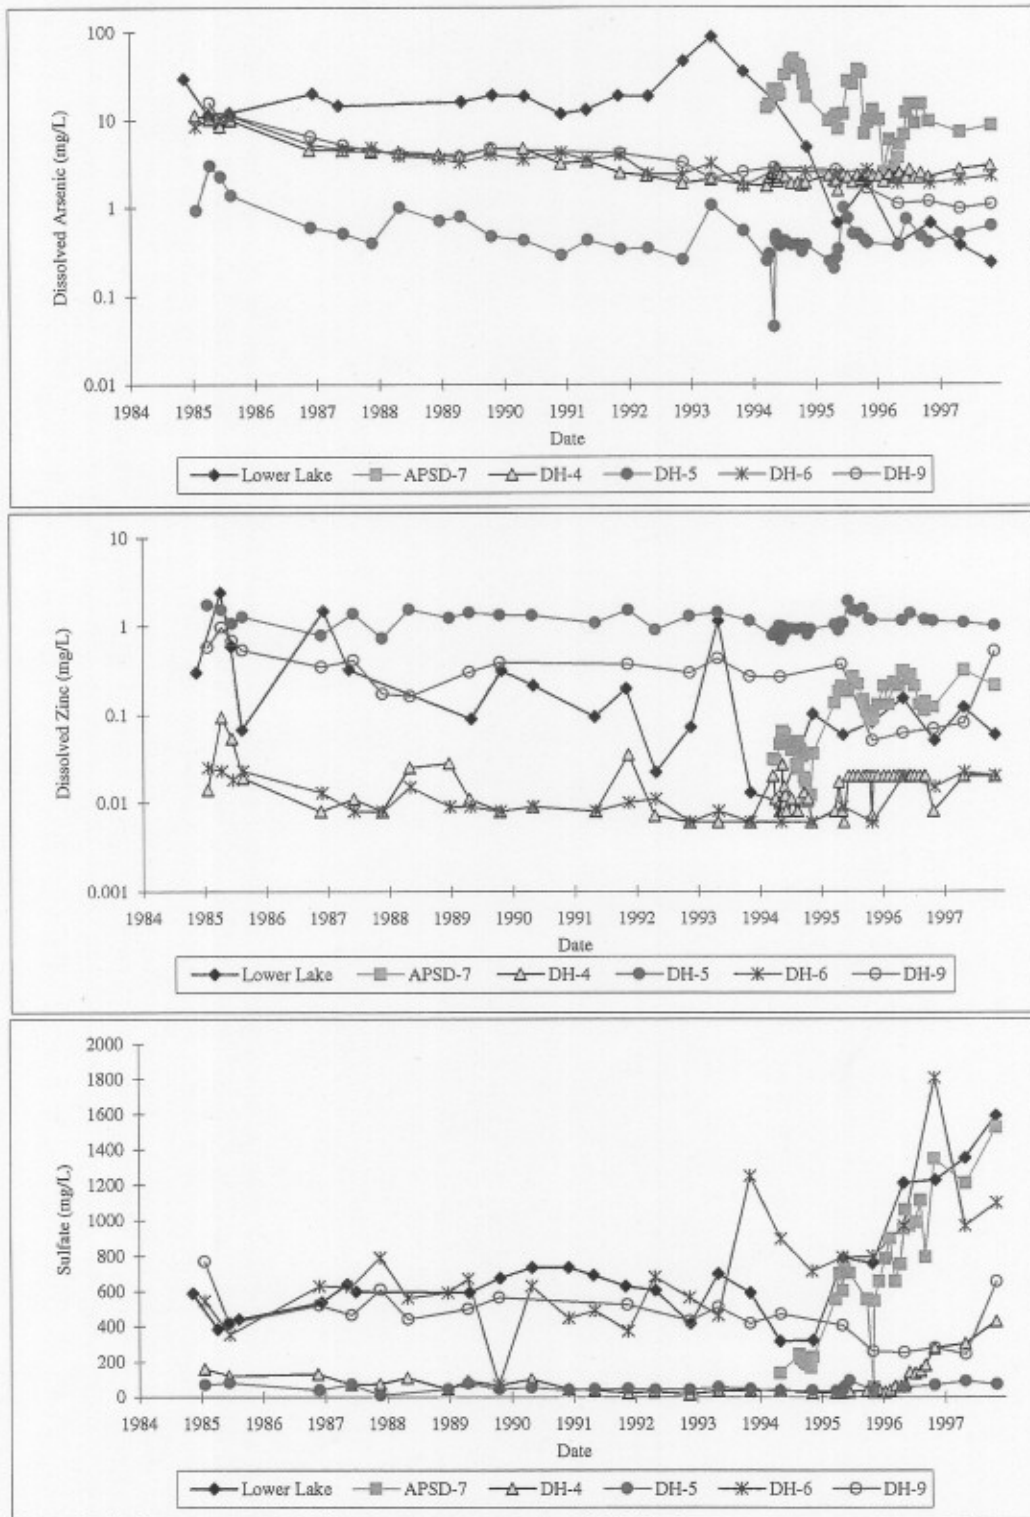 100
10
1
0.1
0.01
Dissolved Arsenic (mg/L)
1984 1985 1986 1987 1988 1989 1990 1991 1992 1993 1994 1995 1996 1997
Date
Lower Lake APSD-7 DH-4 DH-5 DH-6 DH-9
10
1
0.1
0.01
0.001
Dissolved Zinc (mg/L)
1984 1985 1986 1987 1988 1989 1990 1991 1992 1993 1994 1995 1996 1997
Date
Lower Lake APSD-7 DH-4 DH-5 DH-6 DH-9
2000
1800
1600
1400
1200
1000
800
600
400
200
0
Sulfate (mg/L)
1984 1985 1986 1987 1988 1989 1990 1991 1992 1993 1994 1995 1996 1997
Date
Lower Lake APSD-7 DH-4 DH-5 DH-6 DH-9